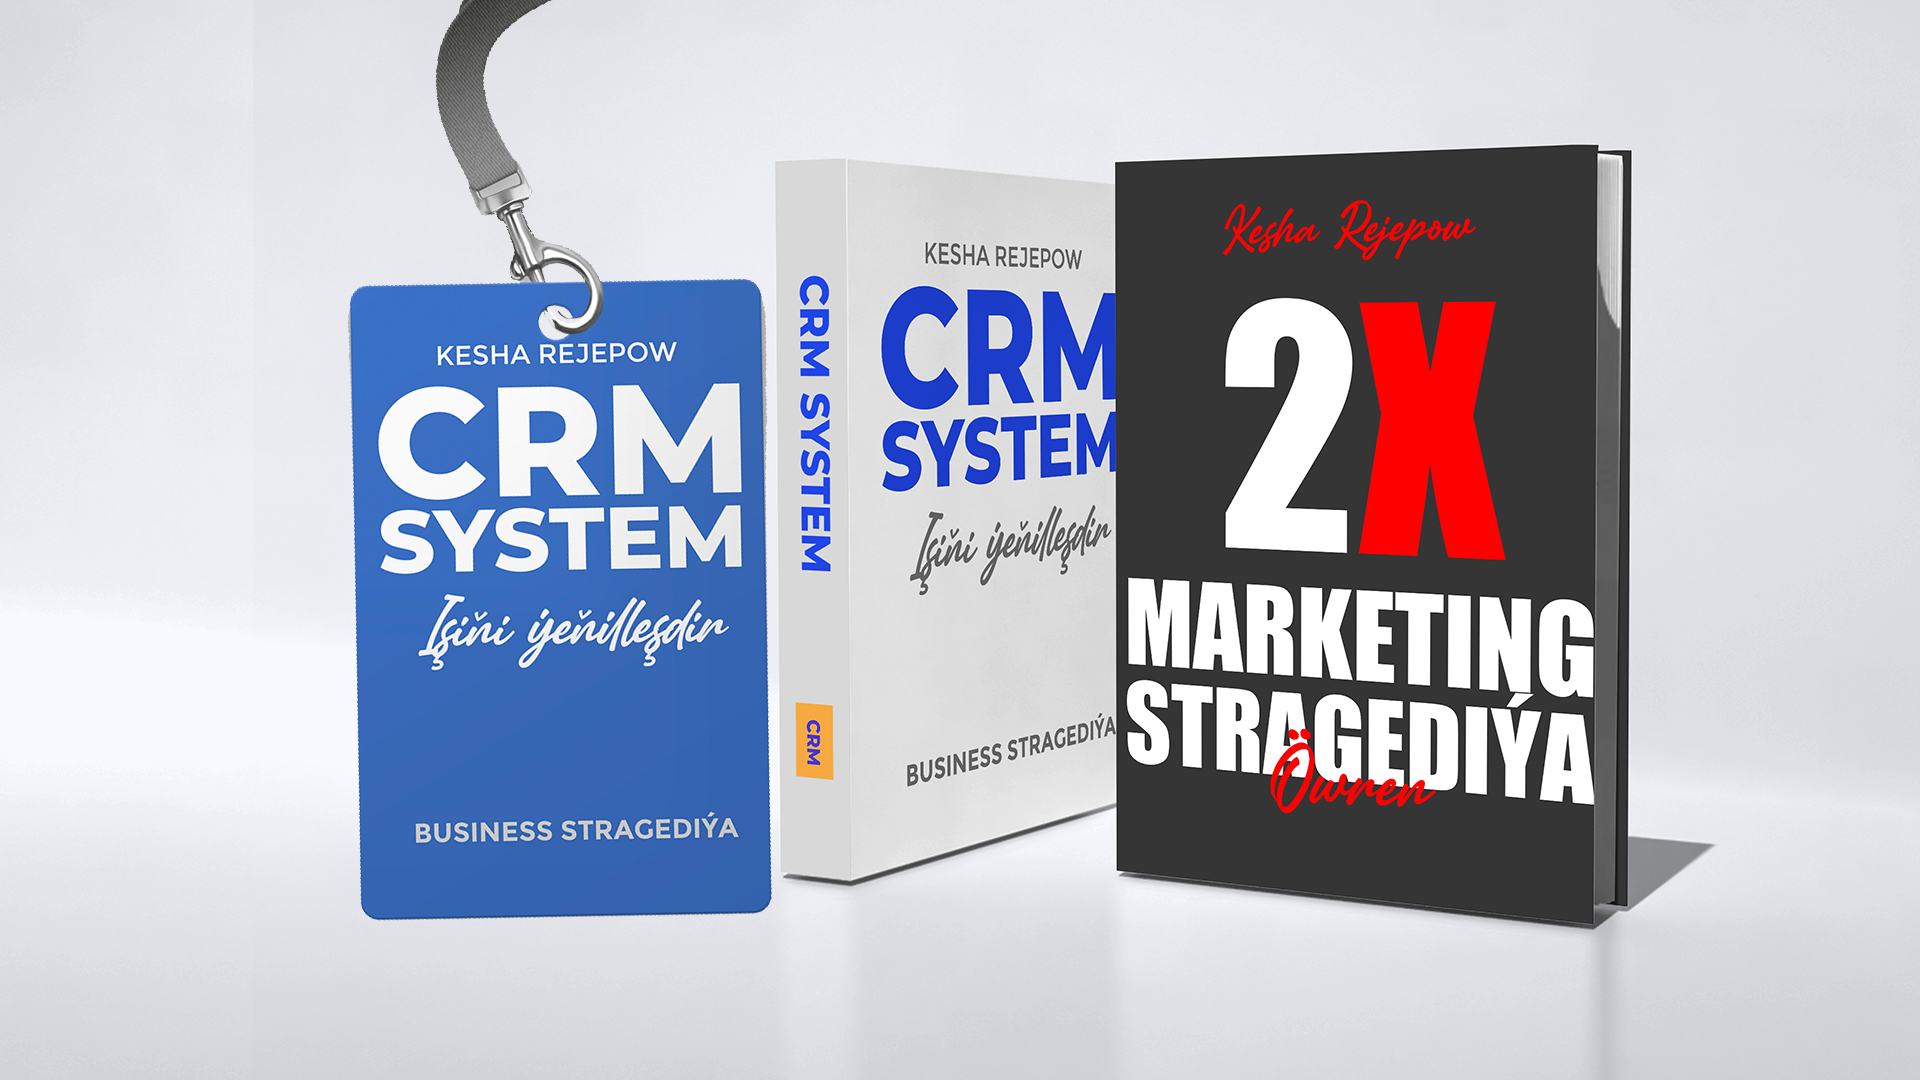 KESHA REJEPOW
CRM
SYSTEM
Işiňi ýeňilleşdir
BUSINESS STRAGEDIÝA
CRM SYSTEM
CRM
KESHA REJEPOW
CRM
SYSTEM
Işiňi ýeňilleşdir
BUSINESS STRAGEDIÝA
Kesha Rejepow
2X
MARKETING
STRAGEDIÝA
Öwren